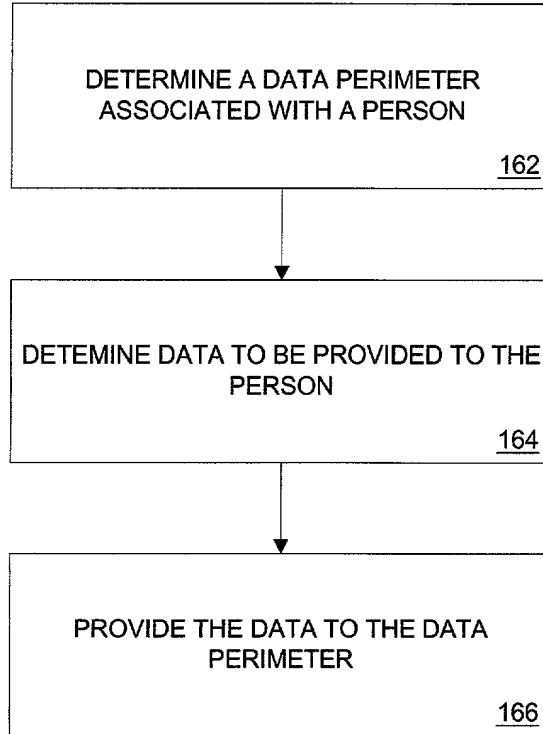 DETERMINE A DATA PERIMETER
ASSOCIATED WITH A PERSON
162
DETEMINE DATA TO BE PROVIDED TO THE
PERSON
164
PROVIDE THE DATA TO THE DATA
PERIMETER
166